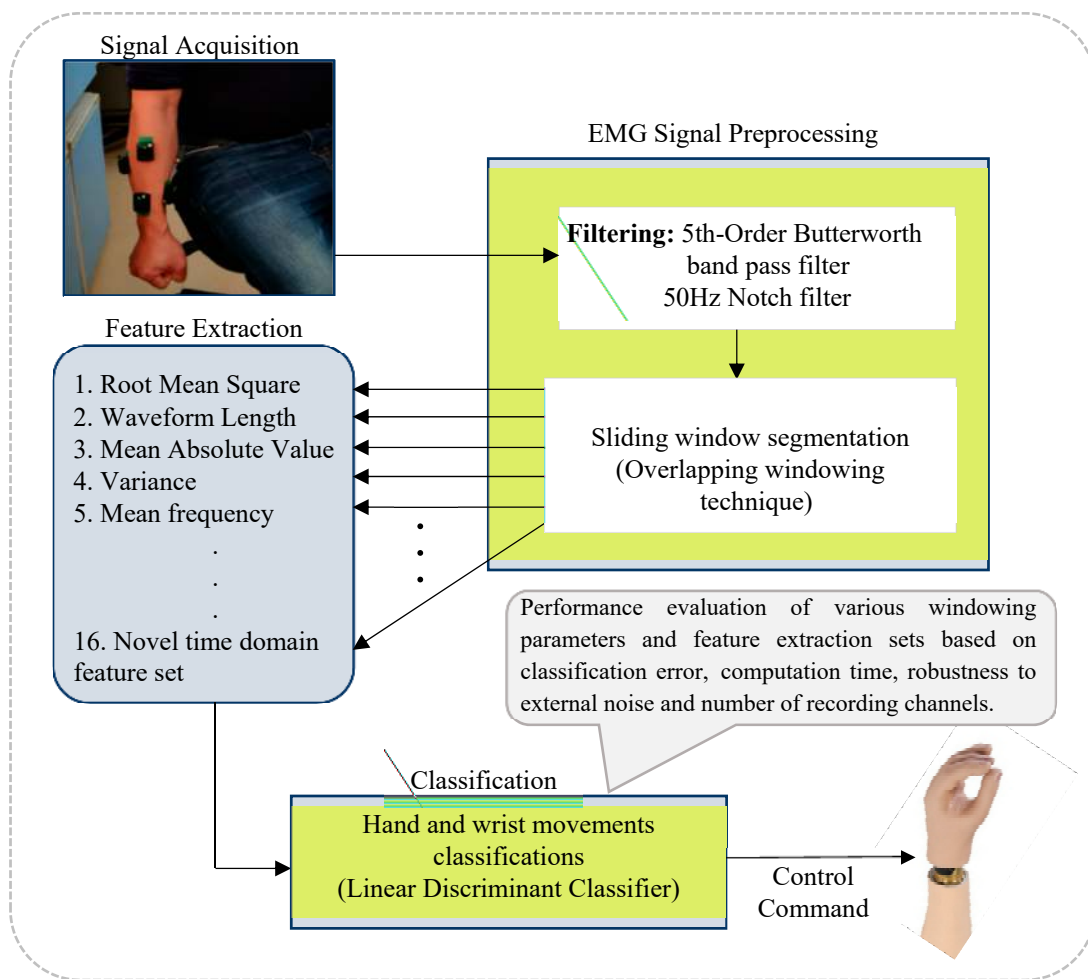 Signal Acquisition
EMG Signal Preprocessing
Filtering: 5th-Order Butterworth
band pass filter
50Hz Notch filter
Feature Extraction
1. Root Mean Square
2. Waveform Length
3. Mean Absolute Value
4. Variance
5. Mean frequency
.
.
.
16. Novel time domain
feature set
Sliding window segmentation
(Overlapping windowing
technique)
Performance evaluation of various windowing
parameters and feature extraction sets based on
classification error, computation time, robustness to
external noise and number of recording channels.
Classification
Hand and wrist movements
classifications
(Linear Discriminant Classifier)
Control
Command